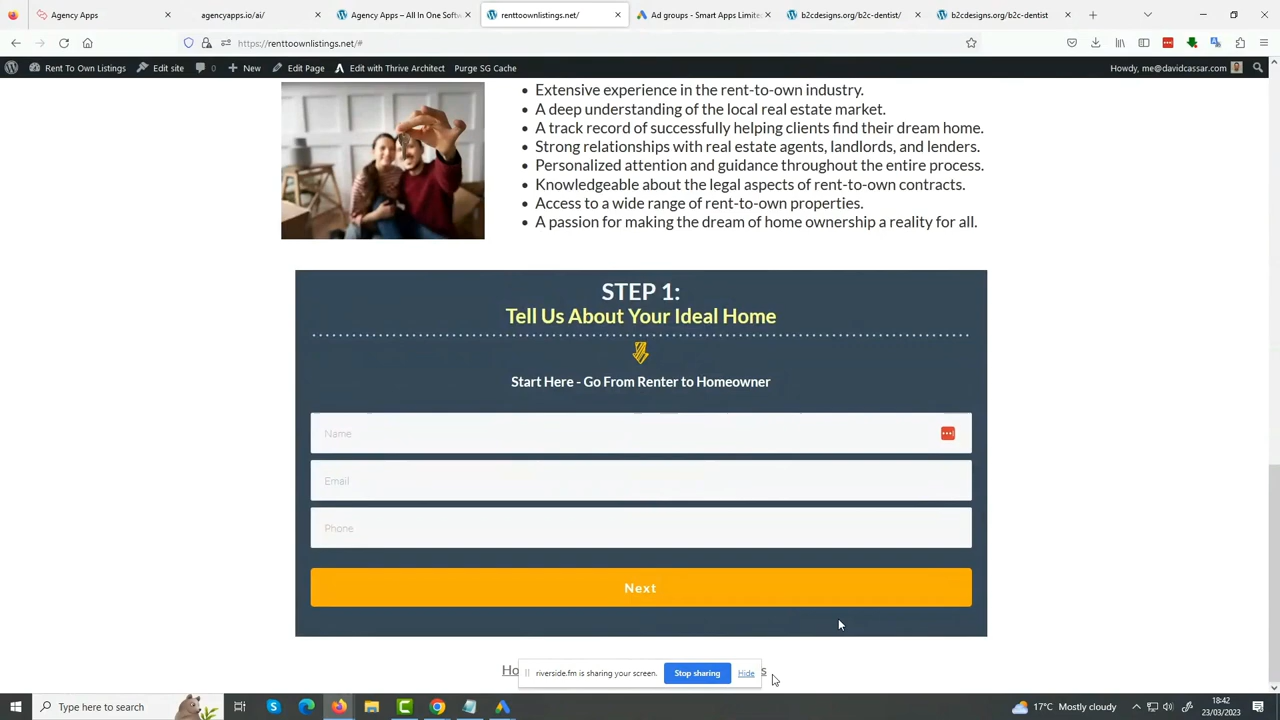 Agency Apps
agencyapps.io/ai/
Agency Apps – All In One Softw
renttoownlistings.net/
Ad groups - Smart Apps Limite
b2cdesigns.org/b2c-dentist/
b2cdesigns.org/b2c-dentist
https://renttoownlistings.net/#
Rent To Own Listings
Edit site
0
New
Edit Page
Edit with Thrive Architect
Purge SG Cache
Howdy, me@davidcassar.com
Extensive experience in the rent-to-own industry.
A deep understanding of the local real estate market.
A track record of successfully helping clients find their dream home.
Strong relationships with real estate agents, landlords, and lenders.
Personalized attention and guidance throughout the entire process.
Knowledgeable about the legal aspects of rent-to-own contracts.
Access to a wide range of rent-to-own properties.
A passion for making the dream of home ownership a reality for all.
STEP 1:
Tell Us About Your Ideal Home
Start Here - Go From Renter to Homeowner
Name
Email
Phone
Next
Ho
riverside.fm is sharing your screen.
Stop sharing
Hide
s
Type here to search
17°C Mostly cloudy
18:42
23/03/2023